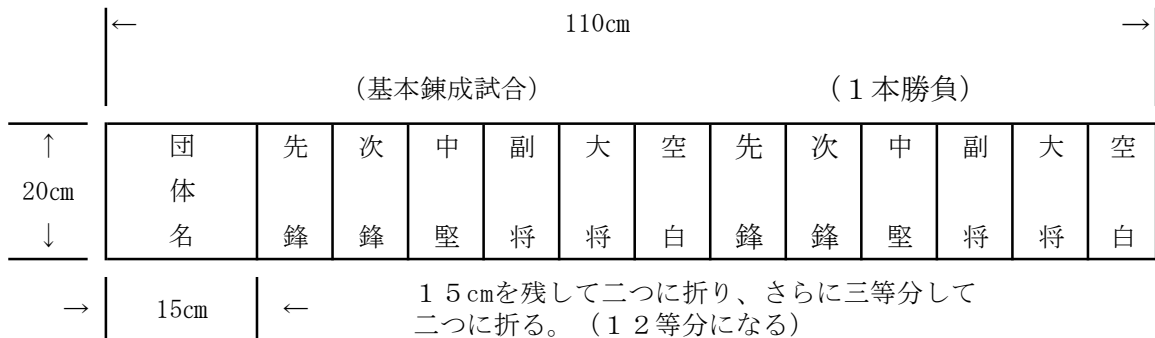 ← 110cm →
(基本錬成試合) (１本勝負)
↑ 団 先 次 中 副 大 空 先 次 中 副 大 空
20cm 体
↓ 名 鋒 鋒 堅 将 将 白 鋒 鋒 堅 将 将 白
→ 15cm ← １５cmを残して二つに折り、さらに三等分して
二つに折る。（１２等分になる）